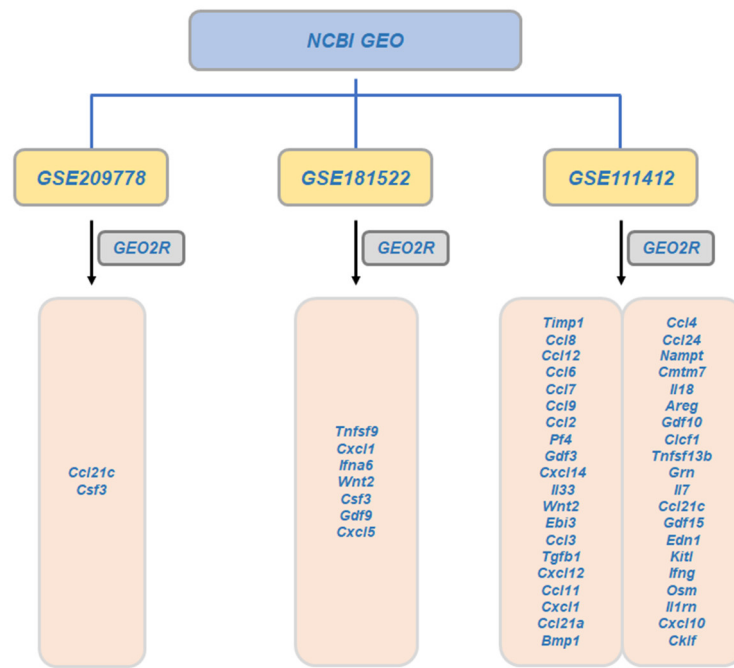 NCBI GEO
GSE209778
GSE181522
GSE111412
GEO2R
GEO2R
GEO2R
Ccl21c
Csf3
Tnfsf9
Cxcl1
Ifna6
Wnt2
Csf3
Gdf9
Cxcl5
Timp1
Ccl8
Ccl12
Ccl6
Ccl7
Ccl9
Ccl2
Pf4
Gdf3
Cxcl14
Il33
Wnt2
Ebi3
Ccl3
Tgfb1
Cxcl12
Ccl11
Cxcl1
Ccl21a
Bmp1
Ccl4
Ccl24
Nampt
Cmtm7
Il18
Areg
Gdf10
Clcf1
Tnfsf13b
Grn
Il7
Ccl21c
Gdf15
Edn1
Kitl
Ifng
Osm
Il1rn
Cxcl10
Cklf